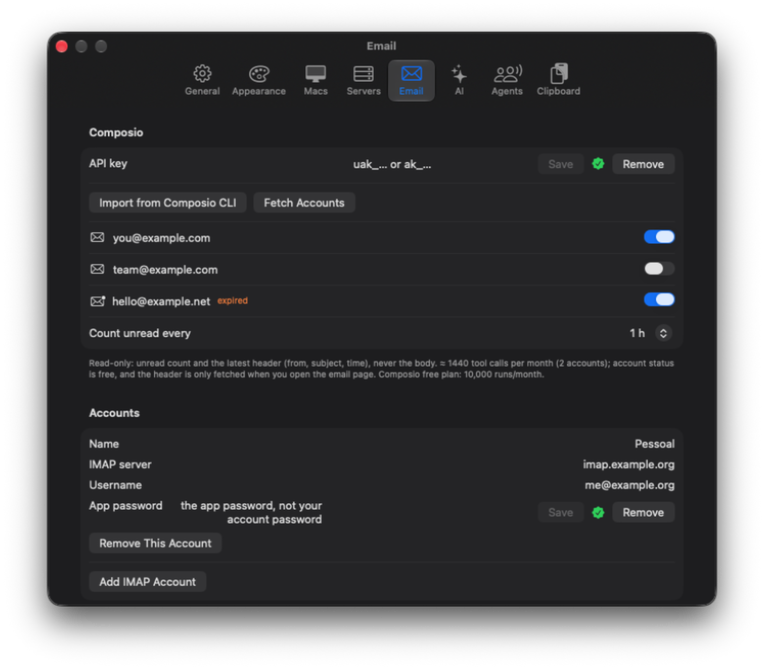 Email
General Appearance Macs Servers Email AI Agents Clipboard
Composio
API key uak_... or ak_... Save Remove
Import from Composio CLI Fetch Accounts
you@example.com
team@example.com
hello@example.net expired
Count unread every 1 h
Read-only: unread count and the latest header (from, subject, time), never the body. ≈ 1440 tool calls per month (2 accounts); account status
is free, and the header is only fetched when you open the email page. Composio free plan: 10,000 runs/month.
Accounts
Name Pessoal
IMAP server imap.example.org
Username me@example.org
App password the app password, not your
account password Save Remove
Remove This Account
Add IMAP Account